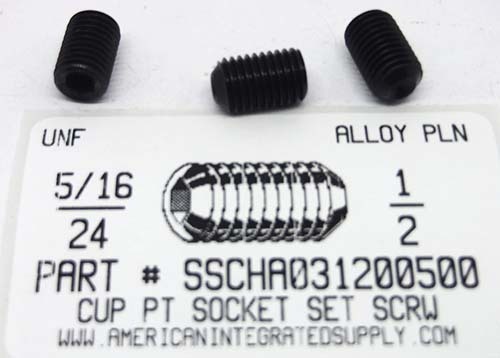 UNF ALLOY PLN
5/16 1
24 2
PART # SSCHA031200500
CUP PT SOCKET SET SCRW
WWW.AMERICANINTEGRATEDSUPPLY.COM